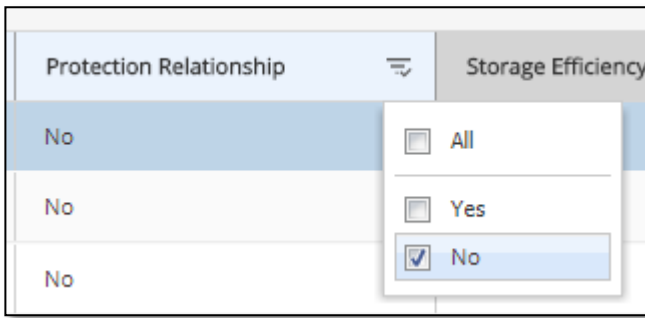 Protection Relationship Storage Efficiency
No All
No Yes
No
No